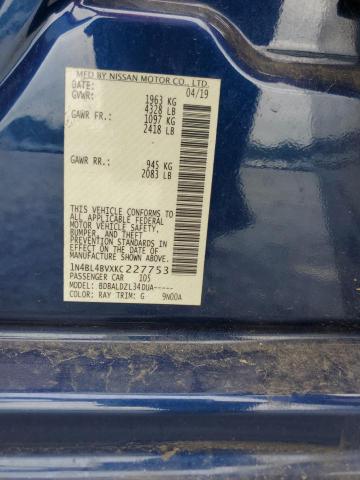 MFD BY NISSAN MOTOR CO., LTD.
DATE: 04/19
GVWR: 1963 KG
4328 LB
GAWR FR.: 1097 KG
2418 LB
GAWR RR.: 945 KG
2083 LB
THIS VEHICLE CONFORMS
TO ALL APPLICABLE FEDERAL
MOTOR VEHICLE SAFETY,
BUMPER, AND THEFT
PREVENTION STANDARDS IN
EFFECT ON THE DATE OF
MANUFACTURE SHOWN ABOVE.
1N4BL4BVXKC227753
PASSENGER CAR 105
MODEL: BDBALDZL34DUA-----
COLOR: RAY TRIM: G 9N00A